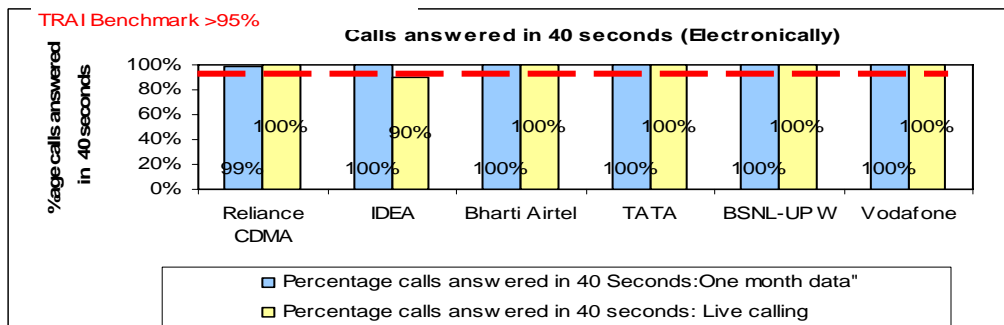 TRAI Benchmark >95%
Calls answered in 40 seconds (Electronically)
%age calls answered
in 40 seconds
100%
80%
60%
40%
20%
0%
99%
100%
100%
90%
100%
100%
100%
100%
100%
100%
100%
100%
Reliance
CDMA
IDEA
Bharti Airtel
TATA
BSNL-UP W
Vodafone
Percentage calls answered in 40 Seconds:One month data"
Percentage calls answered in 40 seconds: Live calling